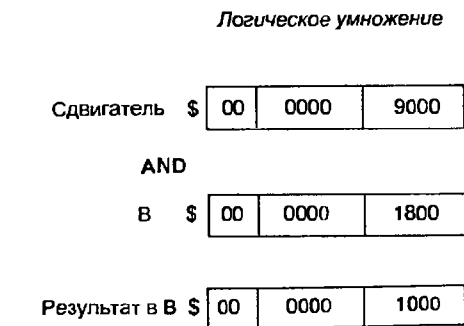 Логическое умножение
Сдвигатель $ 00 0000 9000
AND
В $ 00 0000 1800
Результат в В $ 00 0000 1000